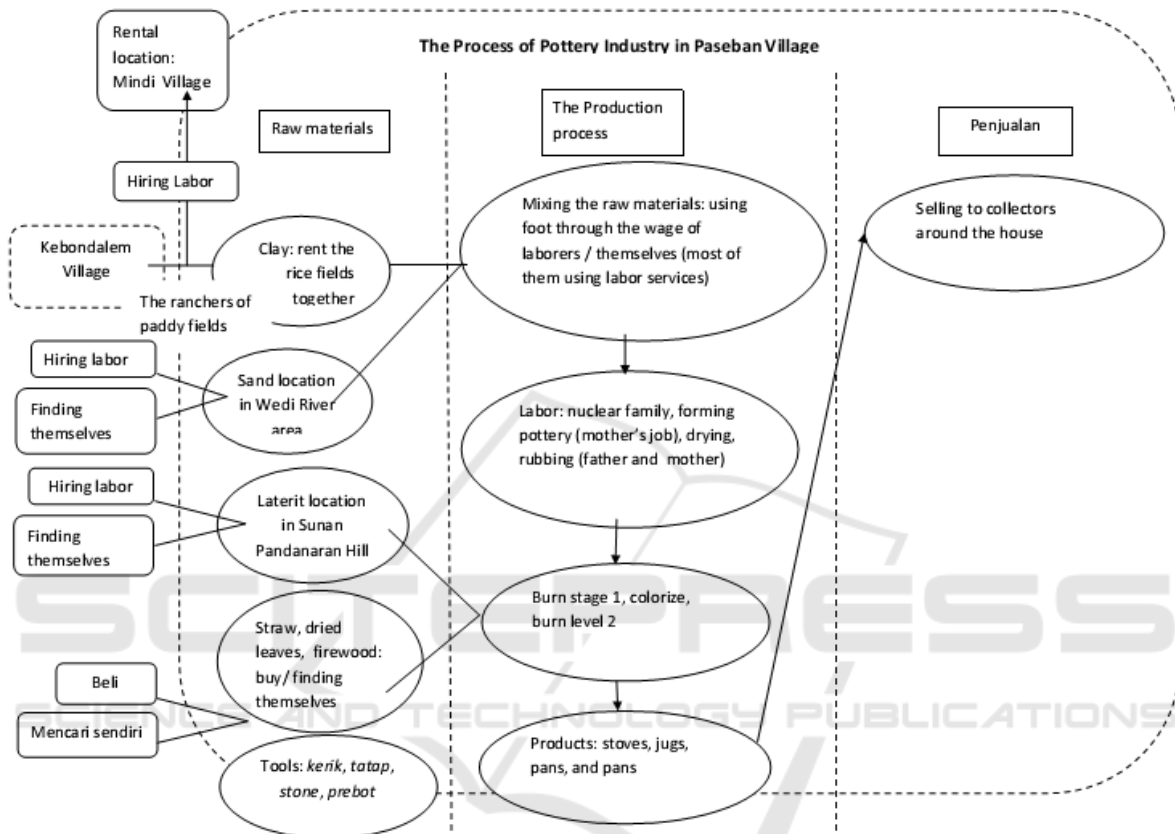 Rental
location:
Mindi Village
The Process of Pottery Industry in Paseban Village
Raw materials
The Production
process
Penjualan
Hiring Labor
Kebondalem
Village
Clay: rent the
rice fields
together
The ranchers of
paddy fields
Mixing the raw materials: using
foot through the wage of
laborers / themselves (most of
them using labor services)
Selling to collectors
around the house
Hiring labor
Finding
themselves
Sand location
in Wedi River
area
Labor: nuclear family, forming
pottery (mother's job), drying,
rubbing (father and mother)
Hiring labor
Finding
themselves
Laterit location
in Sunan
Pandanaran Hill
Burn stage 1, colorize,
burn level 2
Straw, dried
leaves, firewood:
buy/ finding
themselves
Beli
Mencari sendiri
Products: stoves, jugs,
pans, and pans
Tools: kerik, tatap,
stone, prebot
SCITEPRESS
SCIENCE AND TECHNOLOGY PUBLICATIONS